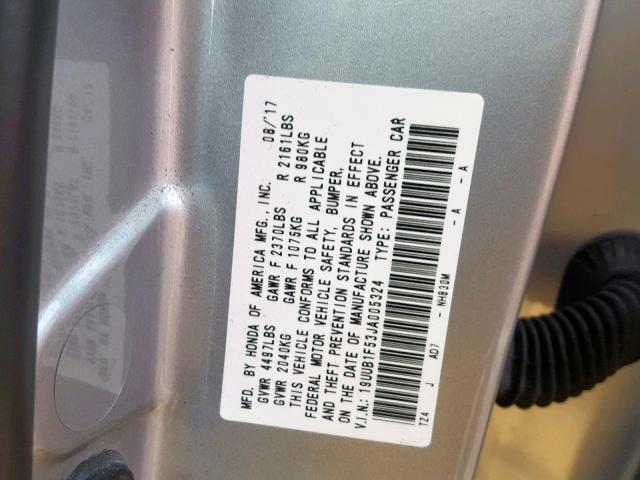 MFD. BY HONDA OF AMERICA MFG., INC. 08/'17
GVWR 4497LBS GAWR F 2370LBS R 2161LBS
GVWR 2040KG GAWR F 1075KG R 980KG
THIS VEHICLE CONFORMS TO ALL APPLICABLE
FEDERAL MOTOR VEHICLE SAFETY, BUMPER,
AND THEFT PREVENTION STANDARDS IN EFFECT
ON THE DATE OF MANUFACTURE SHOWN ABOVE.
V.I.N.: 19UUB1F53JA005324 TYPE: PASSENGER CAR
TZ4 J AD7 - NH830M - A - A